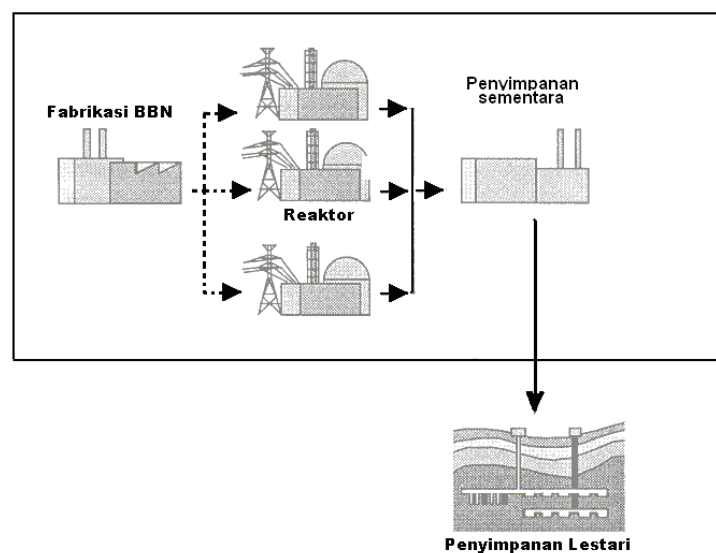 Fabrikasi BBN
Penyimpanan
sementara
Reaktor
Penyimpanan Lestari